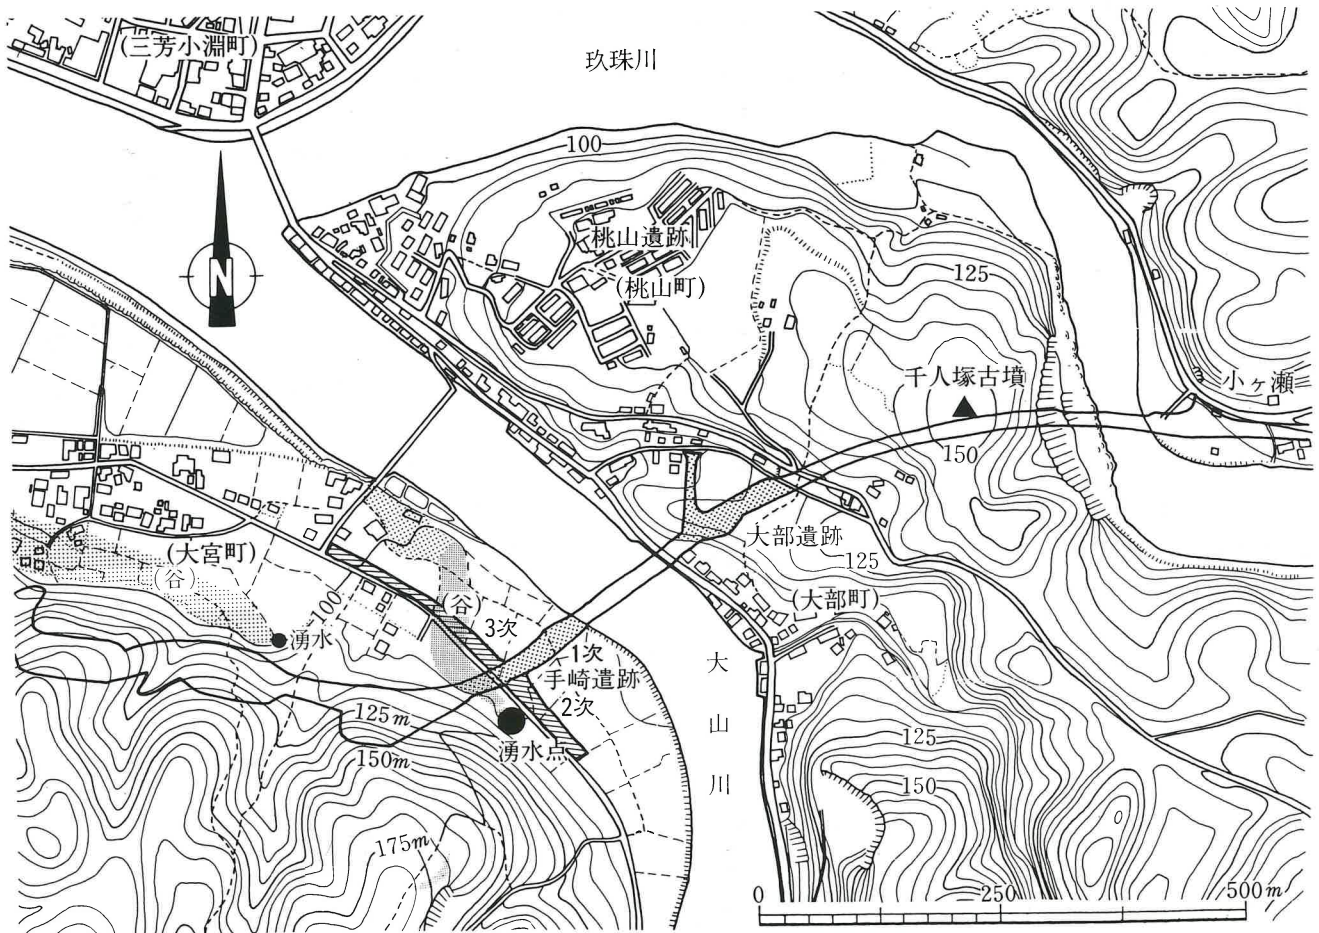 (三芳小淵町)
玖珠川
100
N
桃山遺跡
(桃山町)
125
千人塚古墳
小ヶ瀬
150
大部遺跡
125
(大宮町)
(谷)
100
(谷)
(大部町)
湧水
3次
1次
手崎遺跡
2次
大山川
125m
湧水点
150m
125
150
175m
0
250
500m